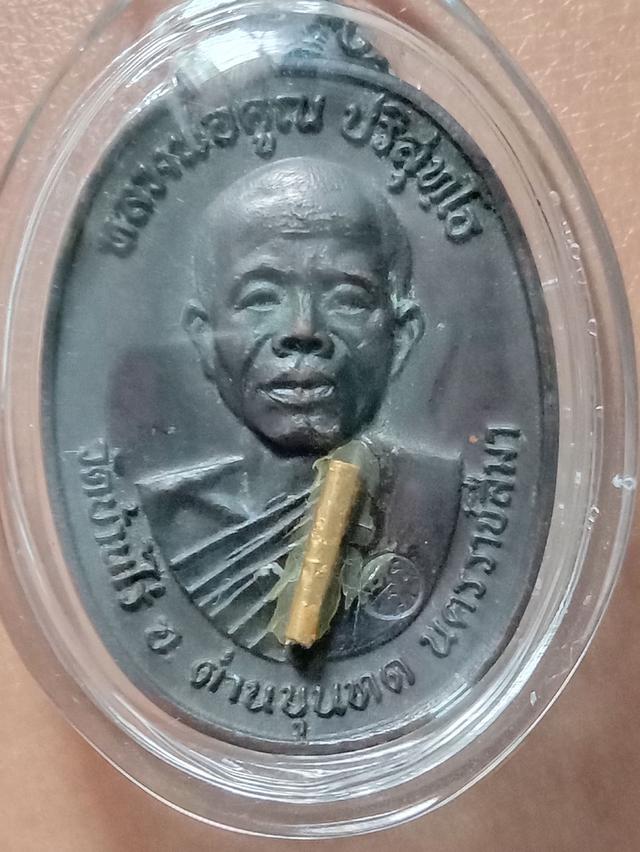 หลวงพ่อคูณ ปริสุทฺโธ
วัดบ้านไร่ อ. ด่านขุนทด นครราชสีมา